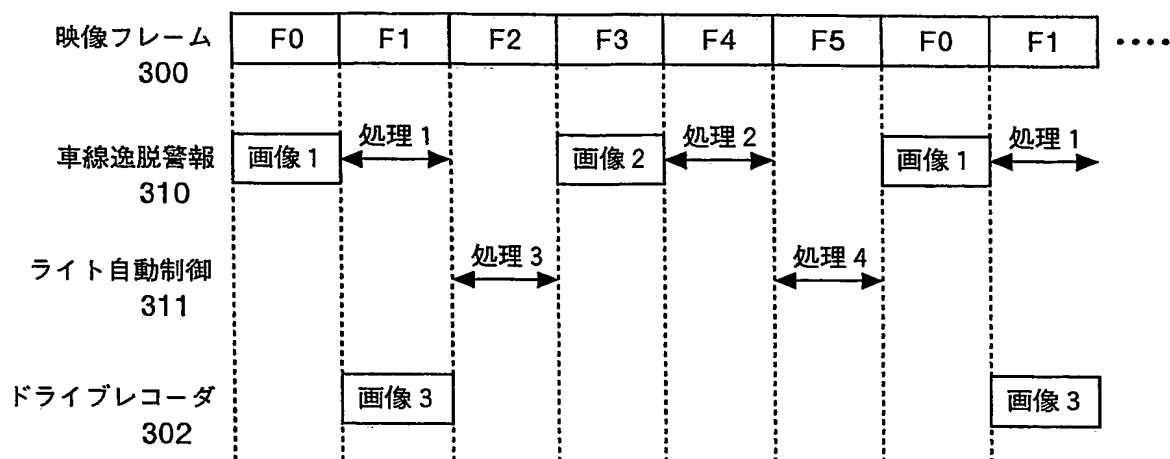 映像フレーム F0 F1 F2 F3 F4 F5 F0 F1 ････
300
車線逸脱警報 画像1 処理1 画像2 処理2 画像1 処理1
310
ライト自動制御 処理3 処理4
311
ドライブレコーダ 画像3 画像3
302